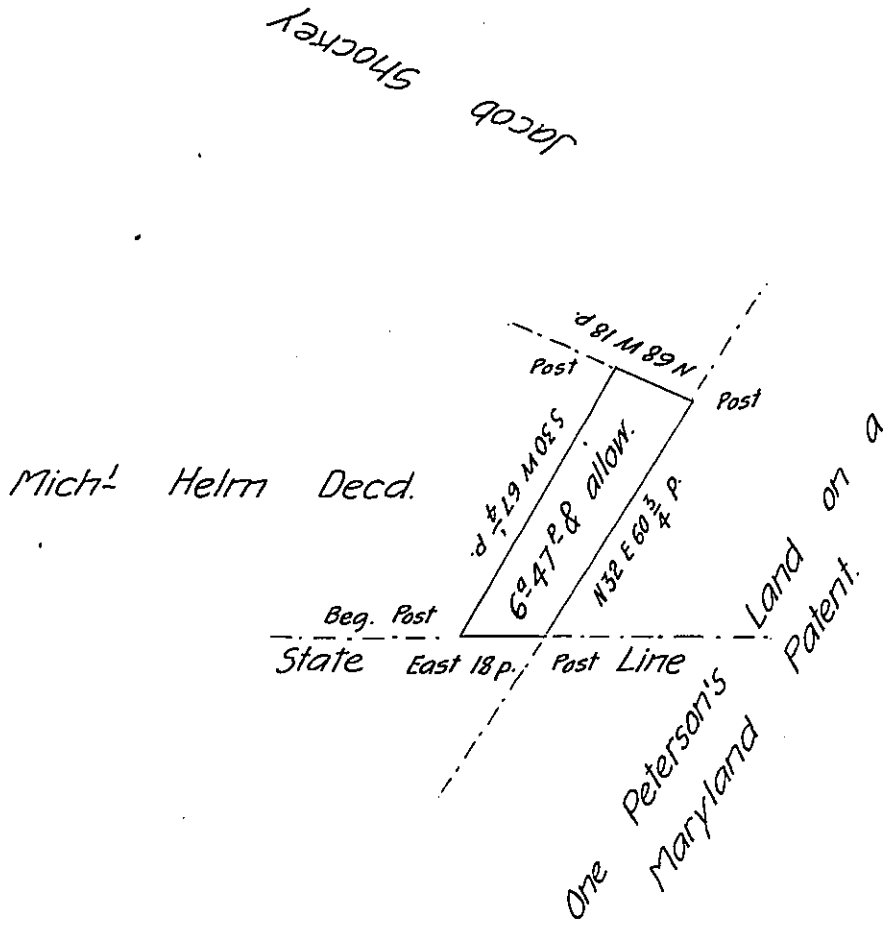 Jacob Shockey
N 68 W 18 p.
Post
Post
S 30 W 67 1/4 p.
6a 47p & allow.
N 32 E 60 3/4 p.
Mich l Helm Decd.
Beg. Post
State East 18 p. Post Line
One Peterson's Land on a
Maryland Patent.